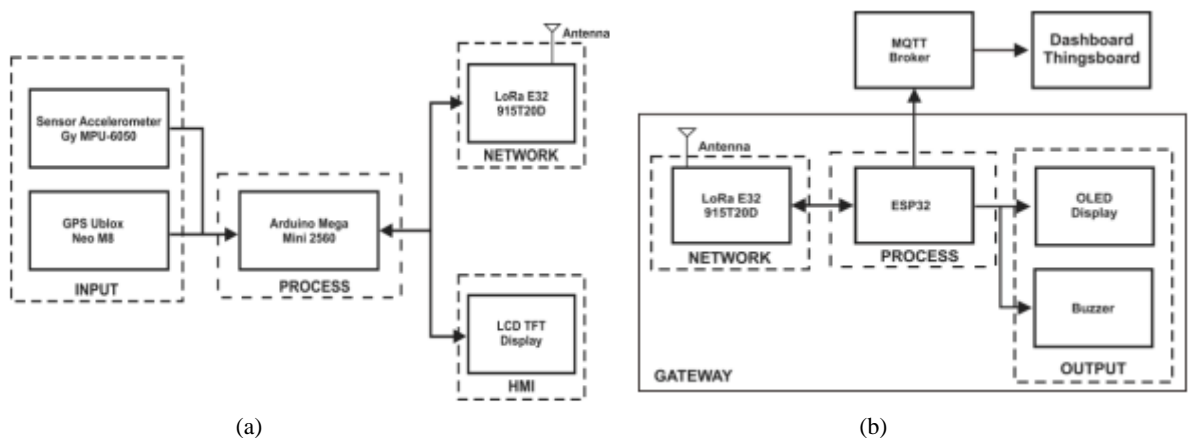 Antenna
LoRa E32
915T20D
NETWORK
Sensor Accelerometer
Gy MPU-6050
GPS Ublox
Neo M8
INPUT
Arduino Mega
Mini 2560
PROCESS
LCD TFT
Display
HMI
(a)
MQTT
Broker
Dashboard
Thingsboard
Antenna
LoRa E32
915T20D
NETWORK
ESP32
PROCESS
OLED
Display
Buzzer
OUTPUT
GATEWAY
(b)